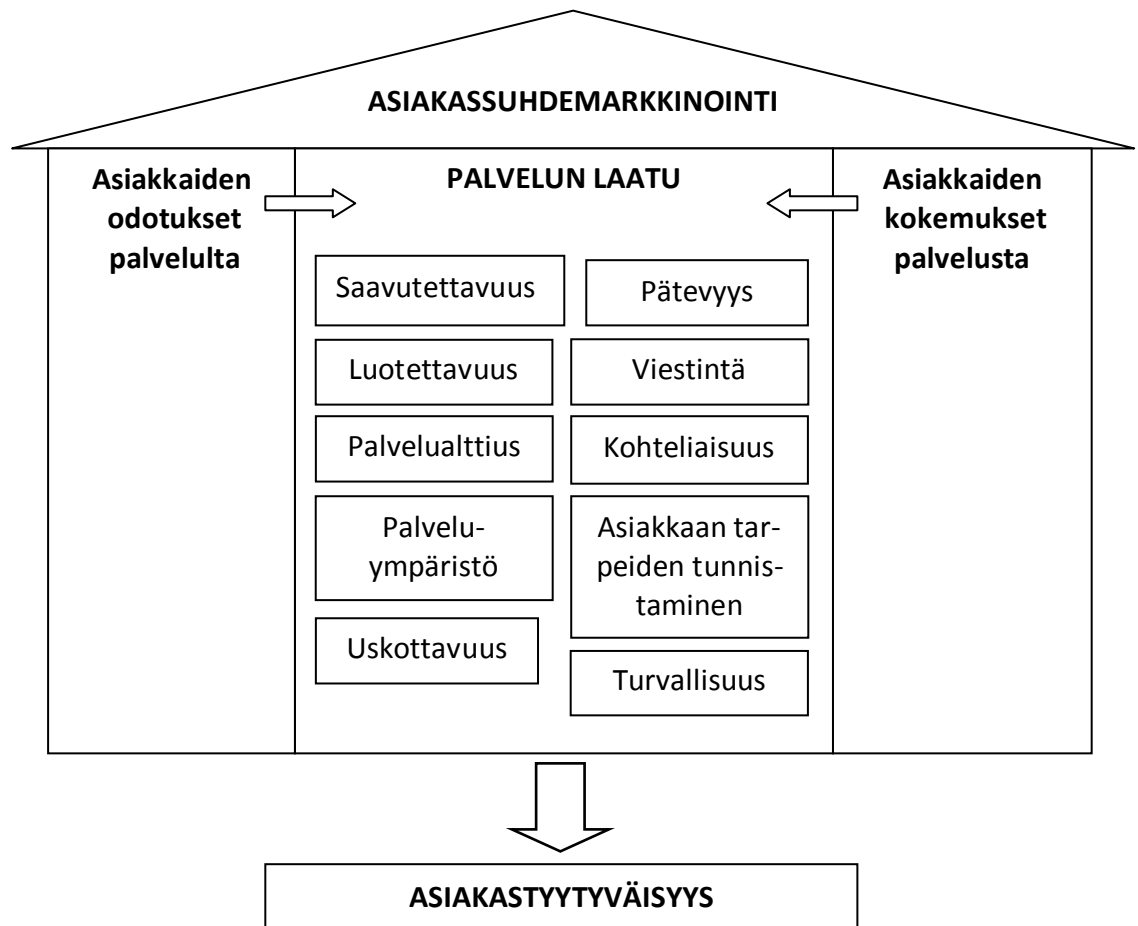 ASIAKASSUHDEMARKKINOINTI
Asiakkaiden
odotukset
palvelulta
PALVELUN LAATU
Asiakkaiden
kokemukset
palvelusta
Saavutettavuus
Pätevyys
Luotettavuus
Viestintä
Palvelualttius
Kohteliaisuus
Palvelu-
ympäristö
Asiakkaan tar-
peiden tunnis-
taminen
Uskottavuus
Turvallisuus
ASIAKASTYYTYVÄISYYS